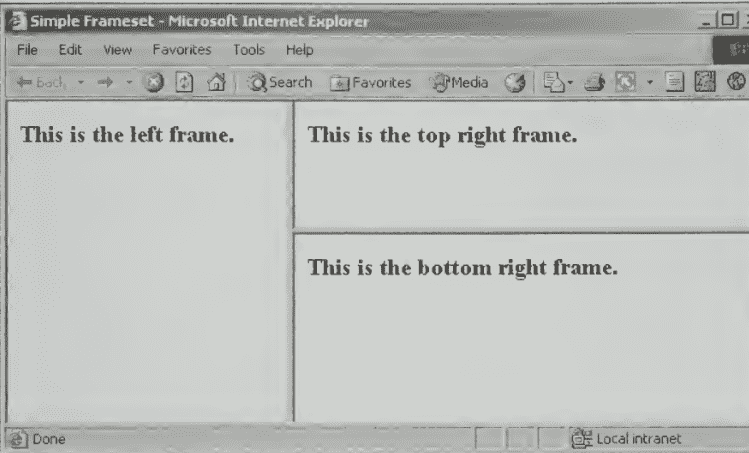 Simple Frameset - Microsoft Internet Explorer
File Edit View Favorites Tools Help
Back Search Favorites Media
This is the left frame.
This is the top right frame.
This is the bottom right frame.
Done Local intranet